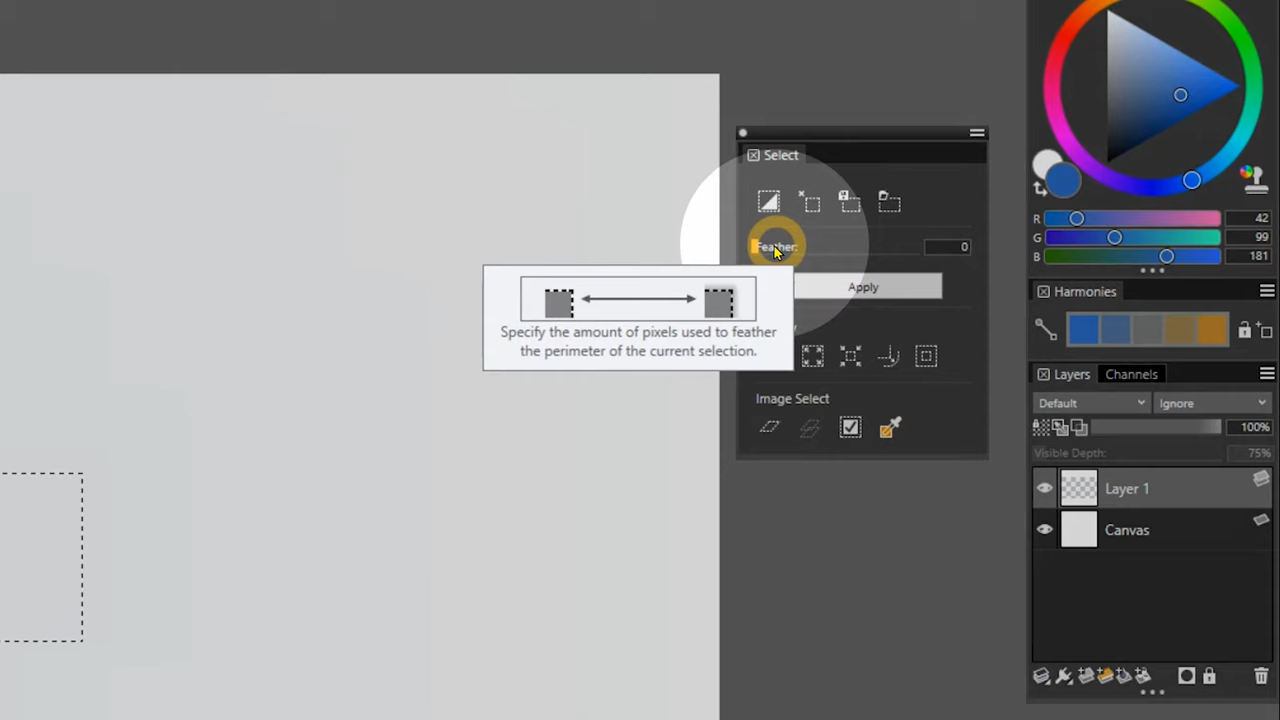 Select
Feather:
0
Apply
Specify the amount of pixels used to feather
the perimeter of the current selection.
Image Select
R
42
G
99
B
181
Harmonies
Layers
Channels
Default
Ignore
100%
Visible Depth:
75%
Layer 1
Canvas